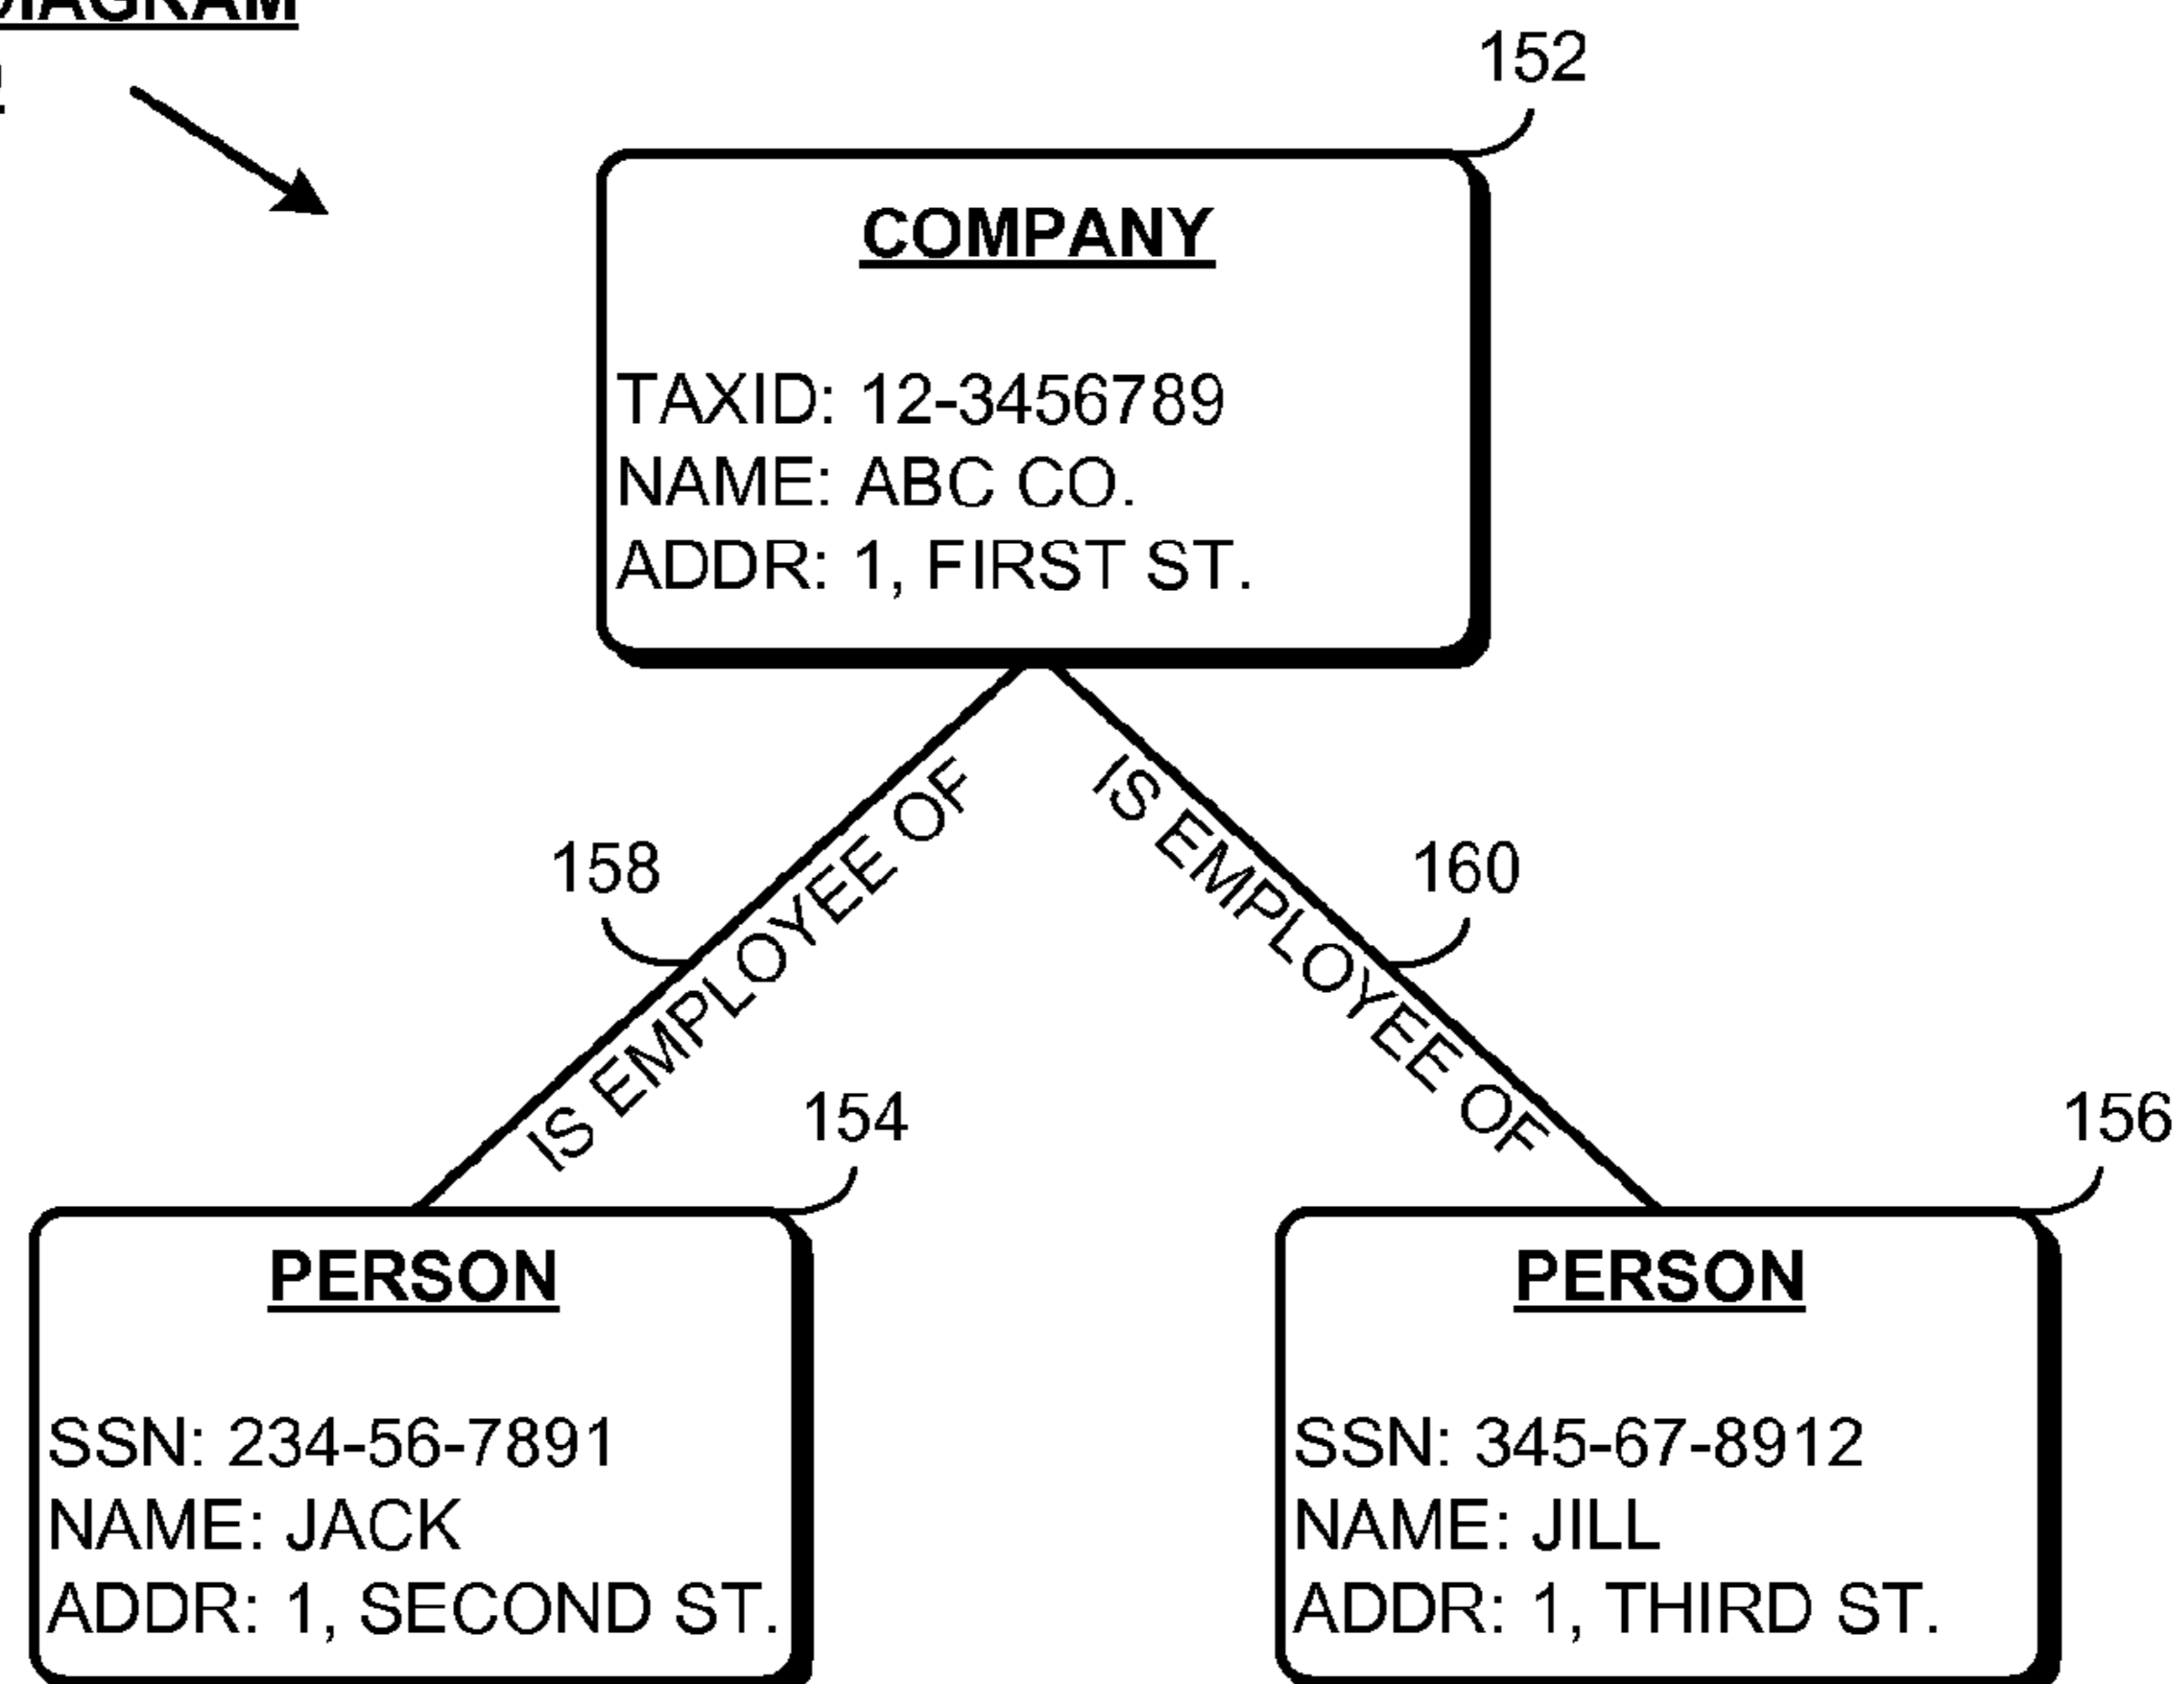 DIAGRAM
152
COMPANY
TAXID: 12-3456789
NAME: ABC CO.
ADDR: 1, FIRST ST.
158
IS EMPLOYEE OF
IS EMPLOYEE OF
160
154
156
PERSON
SSN: 234-56-7891
NAME: JACK
ADDR: 1, SECOND ST.
PERSON
SSN: 345-67-8912
NAME: JILL
ADDR: 1, THIRD ST.